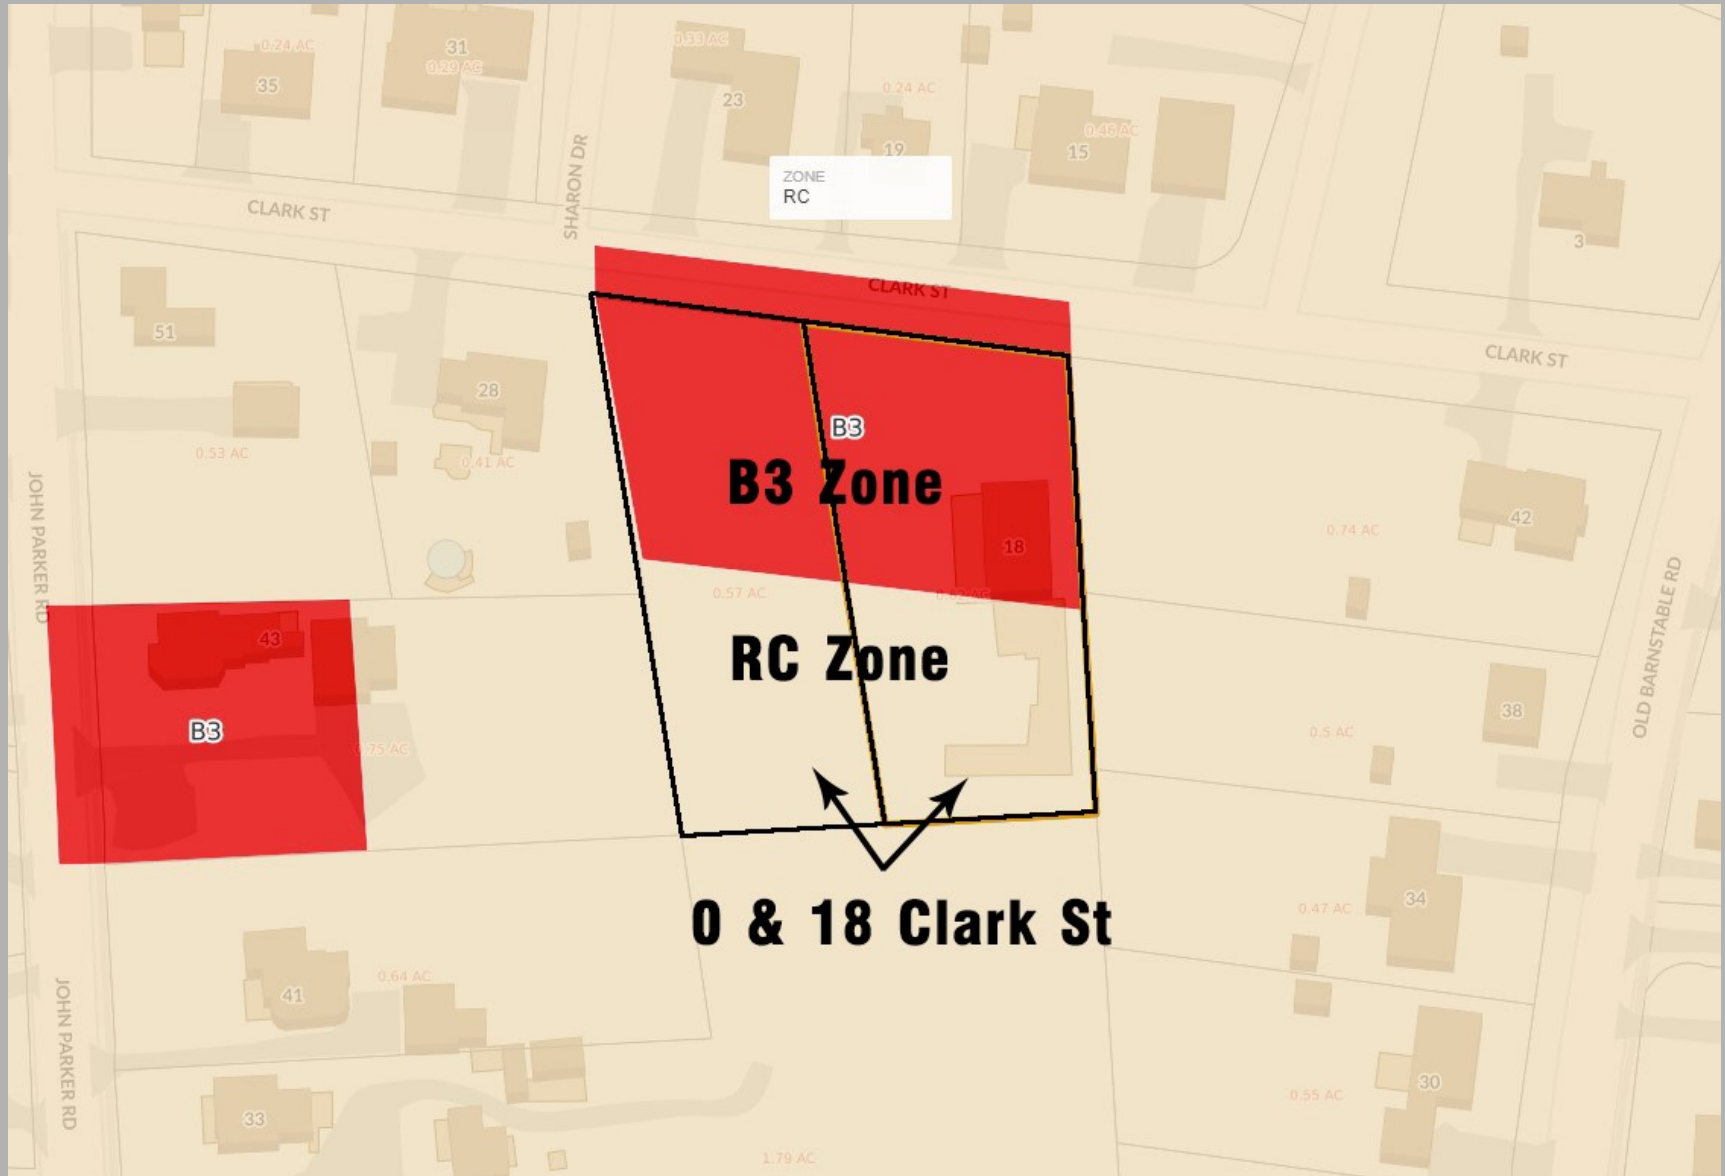 0.24 AC
35
31
0.29 AC
0.33 AC
23
0.24 AC
19
0.46 AC
15
3
ZONE
RC
CLARK ST
SHARON DR
CLARK ST
CLARK ST
51
28
0.53 AC
0.41 AC
B3
B3 Zone
18
0.57 AC
RC Zone
0.74 AC
42
JOHN PARKER RD
43
B3
0.75 AC
38
0.5 AC
OLD BARNSTABLE RD
0 & 18 Clark St
34
0.47 AC
0.64 AC
41
JOHN PARKER RD
33
30
0.55 AC
1.79 AC